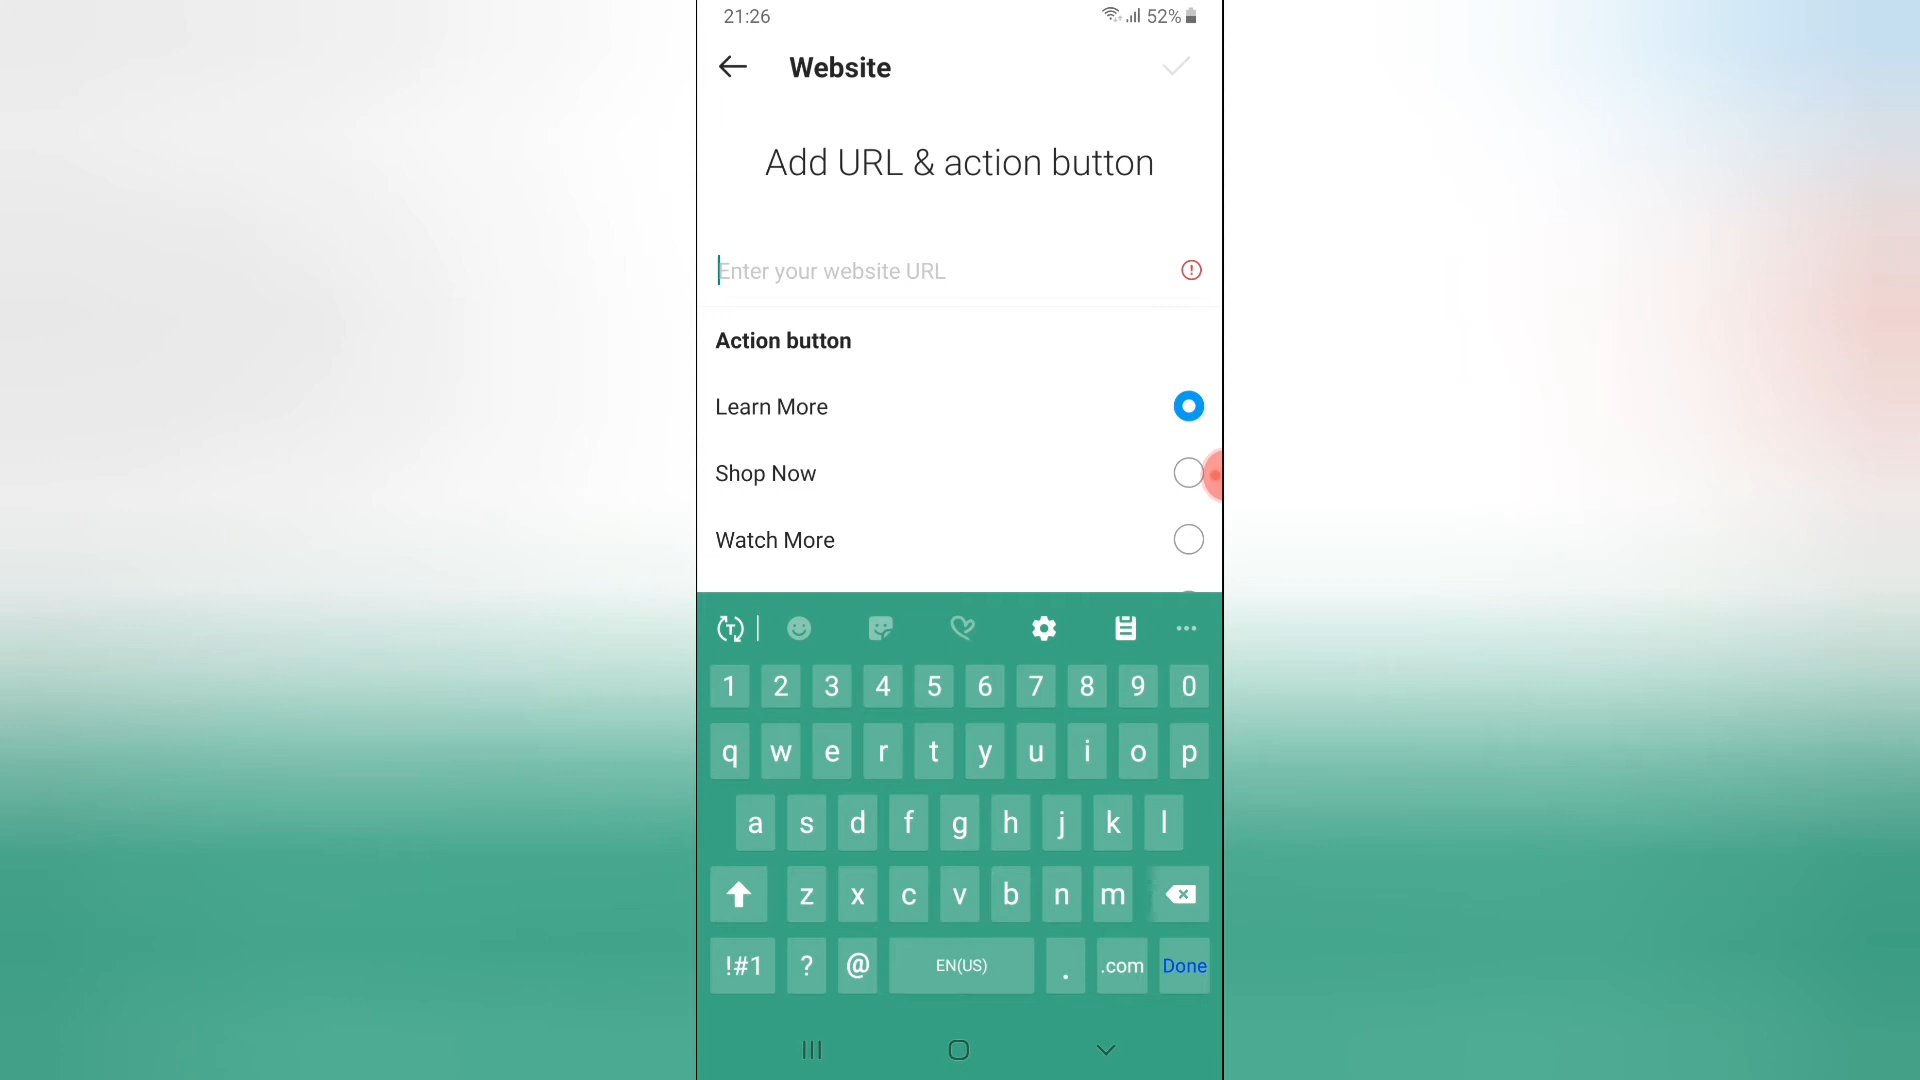 21:26 52%
Website
Add URL & action button
Enter your website URL
Action button
Learn More
Shop Now
Watch More
1 2 3 4 5 6 7 8 9 0
q w e r t y u i o p
a s d f g h j k l
z x c v b n m
!#1 ? @ EN(US) . .com Done